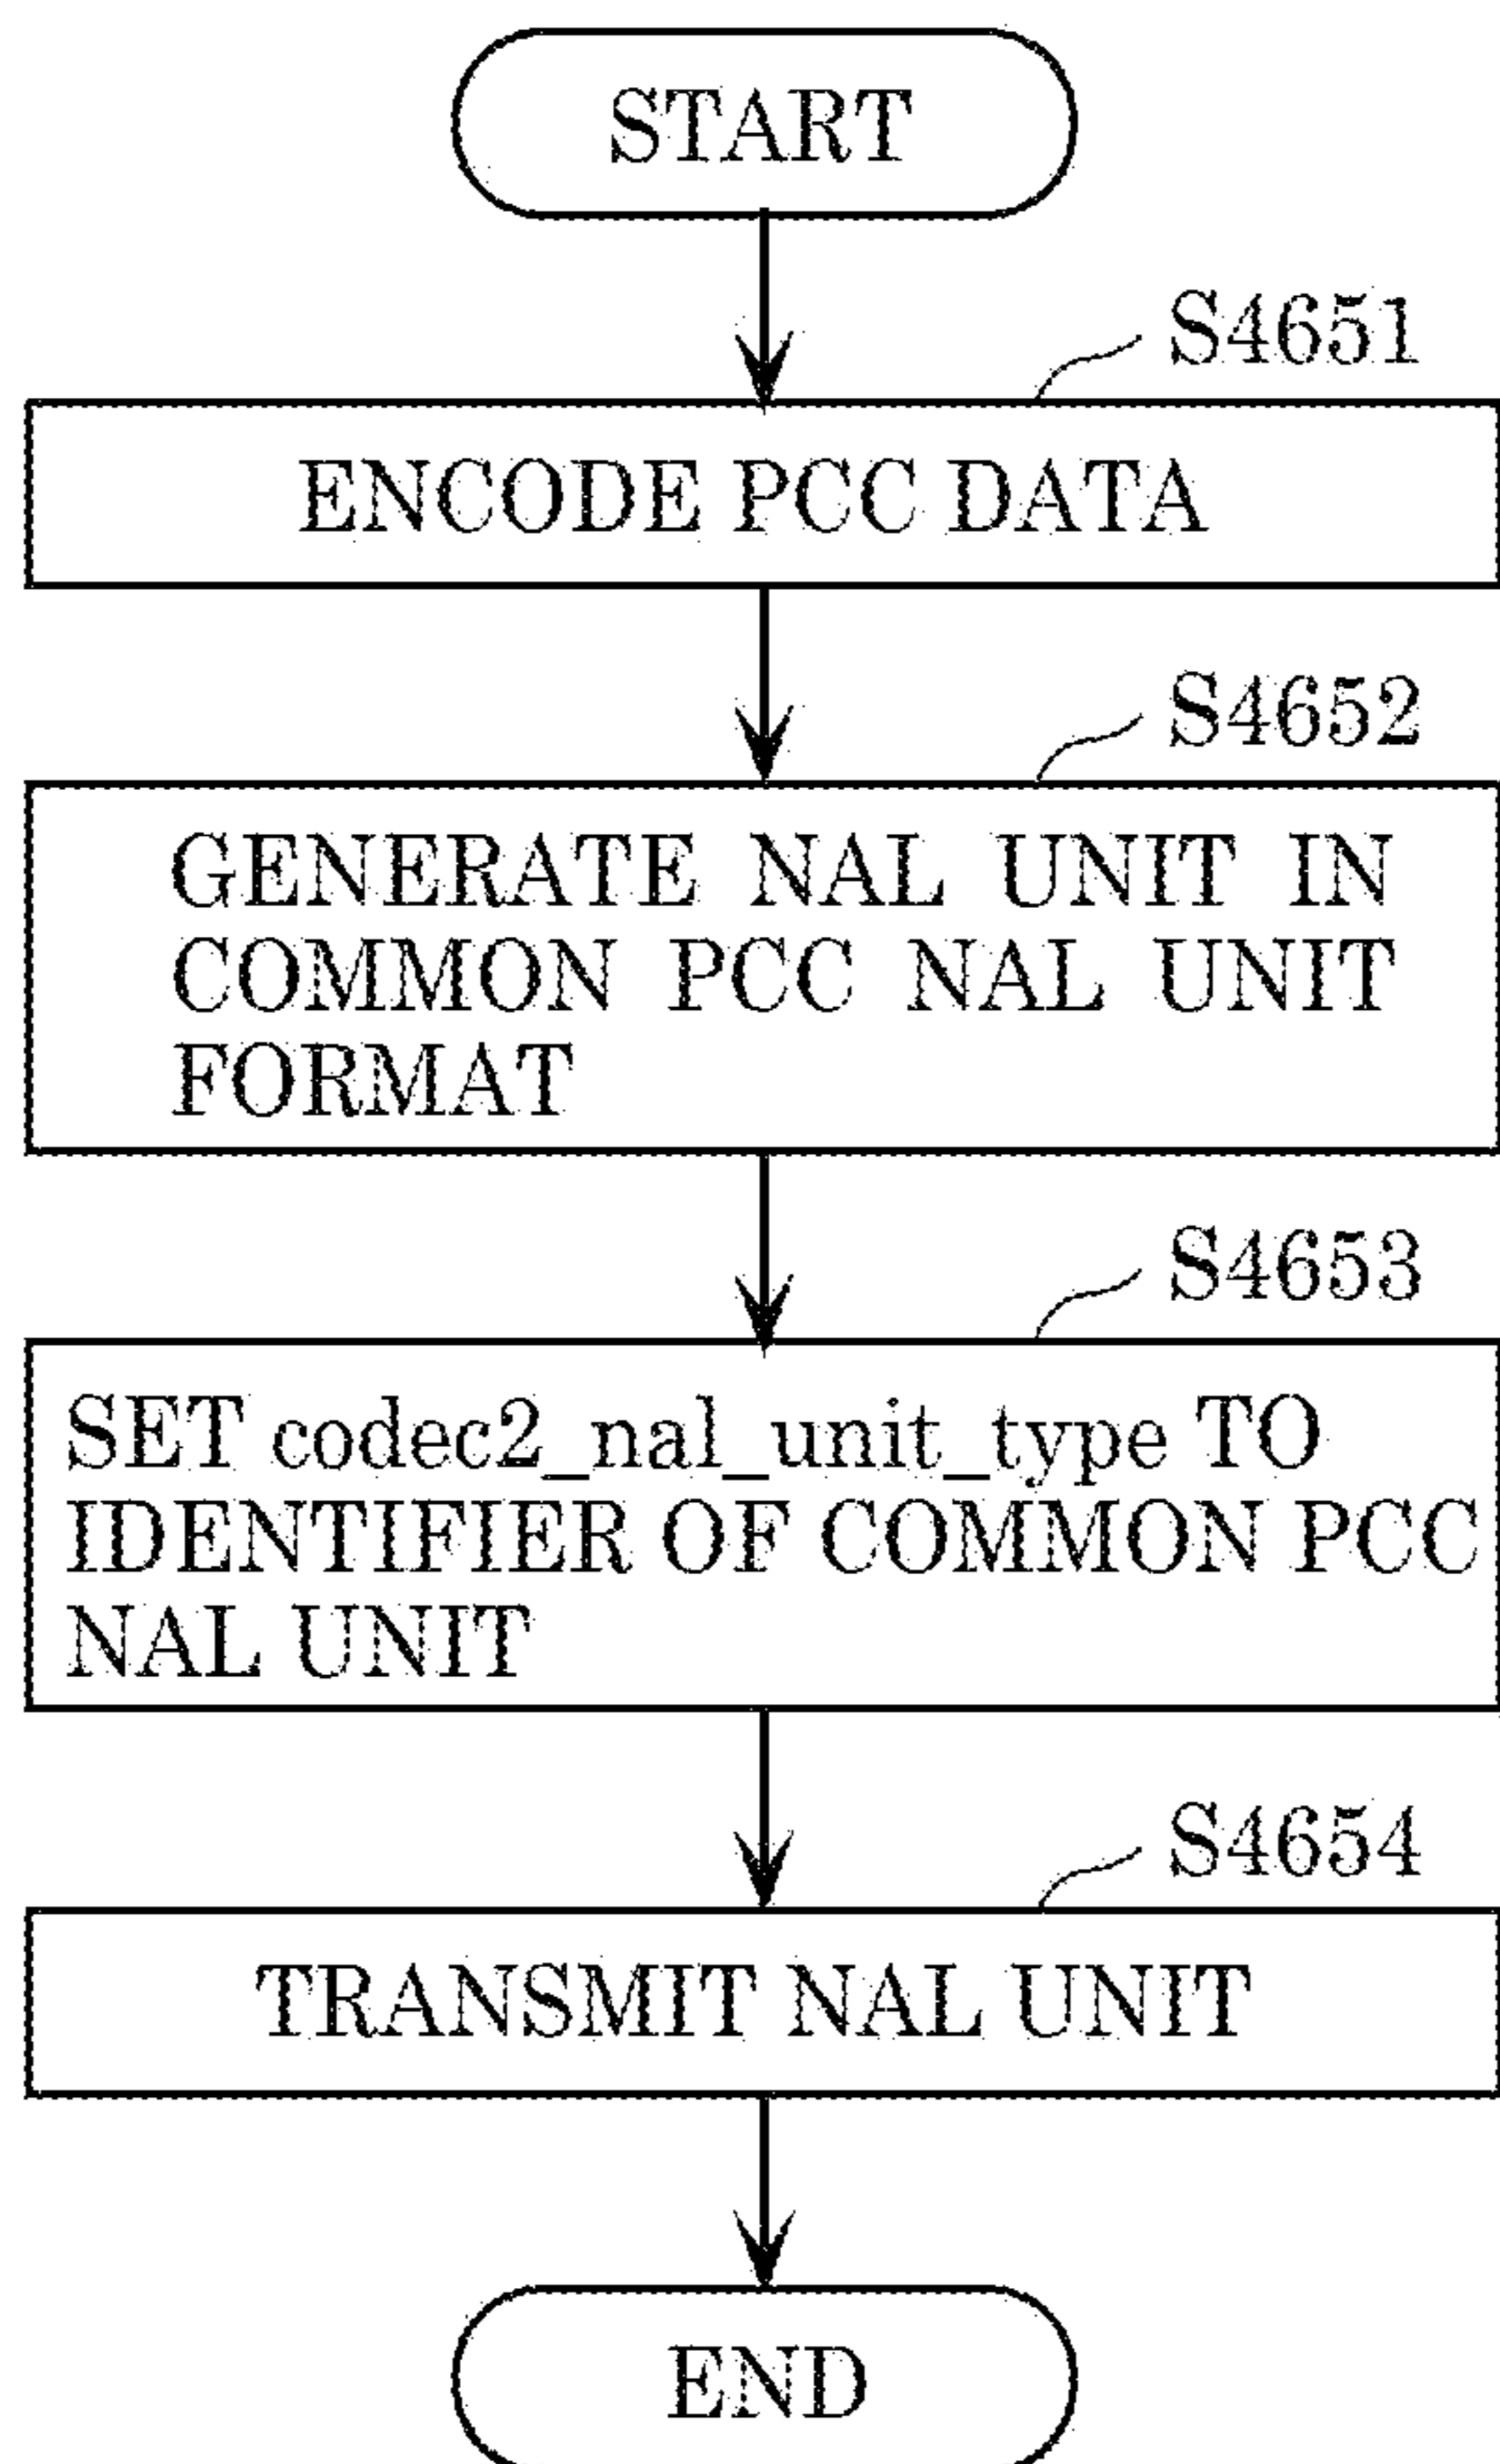 START
S4651
ENCODE PCC DATA
S4652
GENERATE NAL UNIT IN
COMMON PCC NAL UNIT
FORMAT
S4653
SET codec2_nal_unit_type TO
IDENTIFIER OF COMMON PCC
NAL UNIT
S4654
TRANSMIT NAL UNIT
END